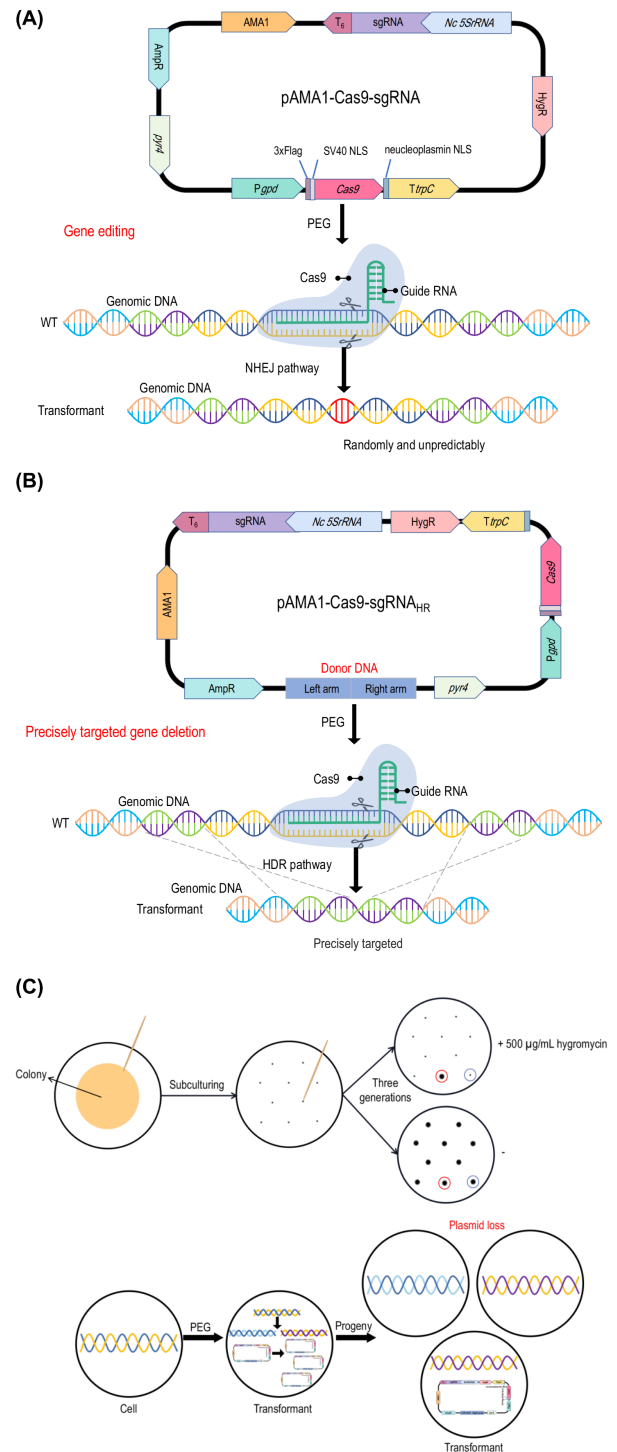 (A)
AMA1
T6
sgRNA
Nc 5SrRNA
AmpR
HygR
pAMA1-Cas9-sgRNA
pyr4
3xFlag
SV40 NLS
neucleoplasmin NLS
Pgpd
Cas9
TtrpC
PEG
Gene editing
Cas9
Guide RNA
Genomic DNA
WT
NHEJ pathway
Genomic DNA
Transformant
Randomly and unpredictably
(B)
T6
sgRNA
Nc 5SrRNA
HygR
TtrpC
Cas9
AMA1
pAMA1-Cas9-sgRNAHR
Pgpd
Donor DNA
AmpR
Left arm
Right arm
pyr4
PEG
Precisely targeted gene deletion
Cas9
Guide RNA
Genomic DNA
WT
HDR pathway
Genomic DNA
Transformant
Precisely targeted
(C)
+ 500 μg/mL hygromycin
Colony
Subculturing
Three
generations
-
Plasmid loss
PEG
Progeny
Cell
Transformant
Transformant